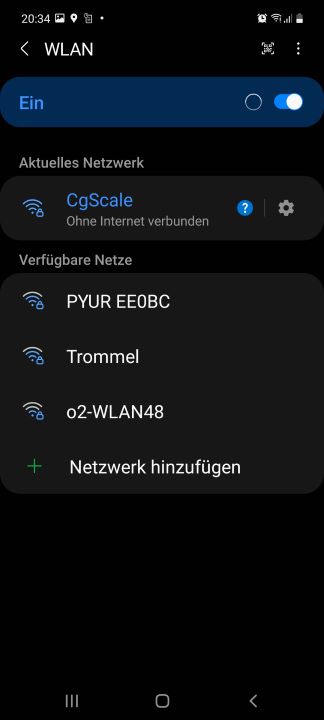 20:34
WLAN
Ein
Aktuelles Netzwerk
CgScale
Ohne Internet verbunden
?
Verfügbare Netze
PYUR EE0BC
Trommel
o2-WLAN48
Netzwerk hinzufügen